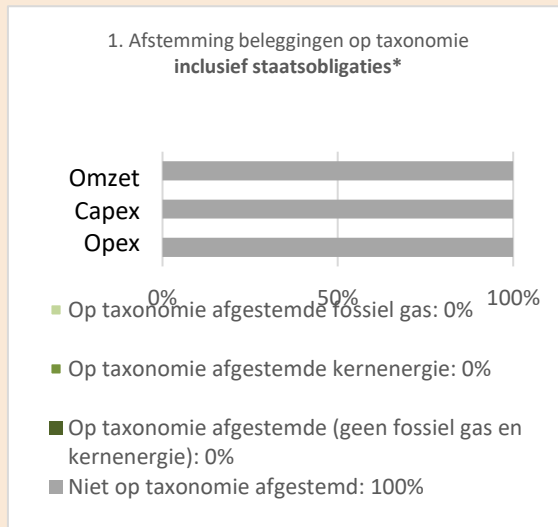 1. Afstemming beleggingen op taxonomie
inclusief staatsobligaties*
Omzet
Capex
Opex
0% 50% 100%
Op taxonomie afgestemde fossiel gas: 0%
Op taxonomie afgestemde kernenergie: 0%
Op taxonomie afgestemde (geen fossiel gas en
kernenergie): 0%
Niet op taxonomie afgestemd: 100%